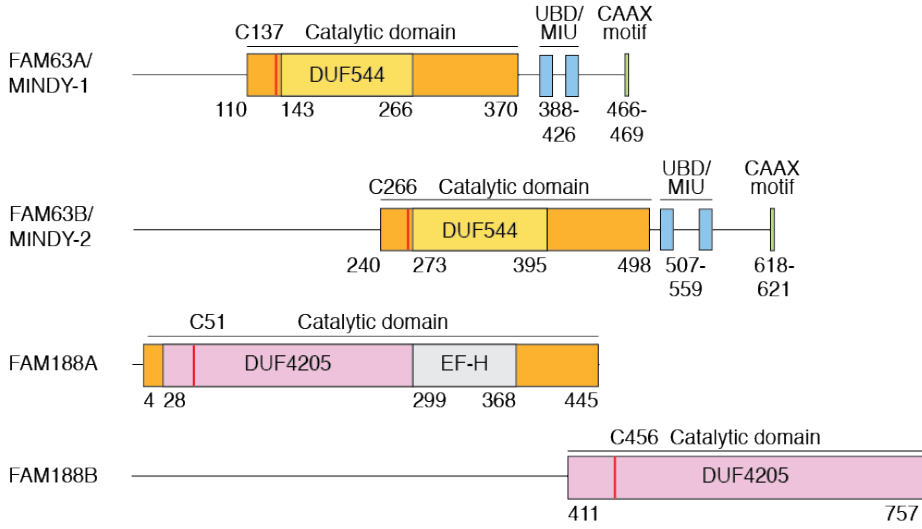 UBD/ CAAX
C137 Catalytic domain MIU motif
FAM63A/
MINDY-1
DUF544
110 143 266 370 388- 466-
426 469
UBD/ CAAX
C266 Catalytic domain MIU motif
FAM63B/
MINDY-2
DUF544
240 273 395 498 507- 618-
559 621
C51 Catalytic domain
FAM188A DUF4205 EF-H
4 28 299 368 445
C456 Catalytic domain
FAM188B DUF4205
411 757